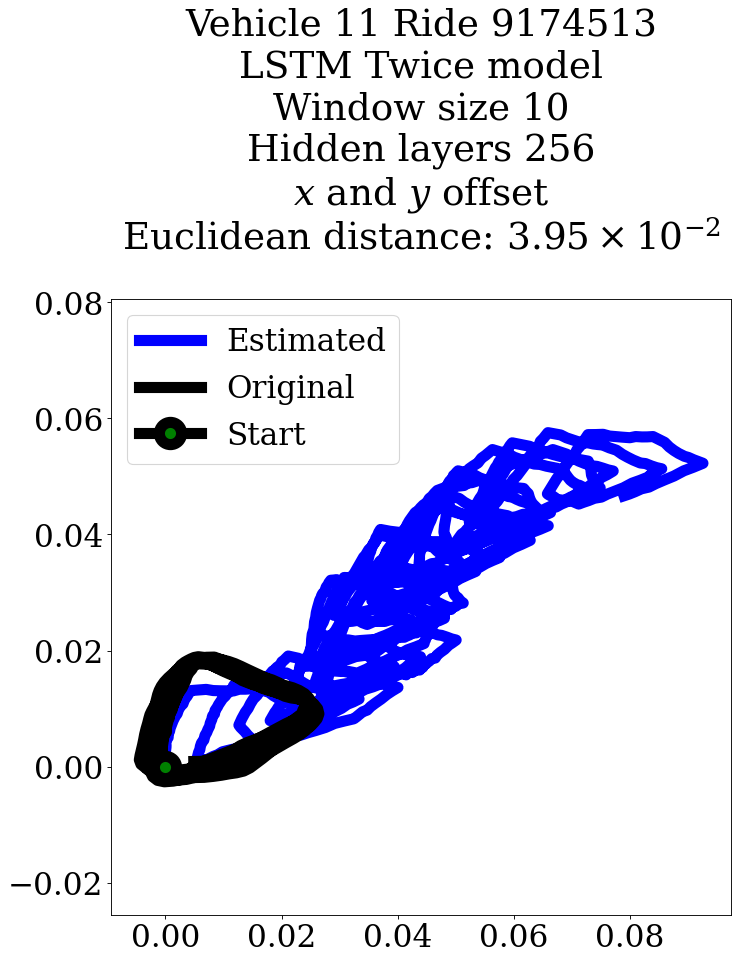 Vehicle 11 Ride 9174513
LSTM Twice model
Window size 10
Hidden layers 256
x and y offset
Euclidean distance: 3.95 × 10⁻²
Estimated
Original
Start
0.08
0.06
0.04
0.02
0.00
−0.02
0.00 0.02 0.04 0.06 0.08